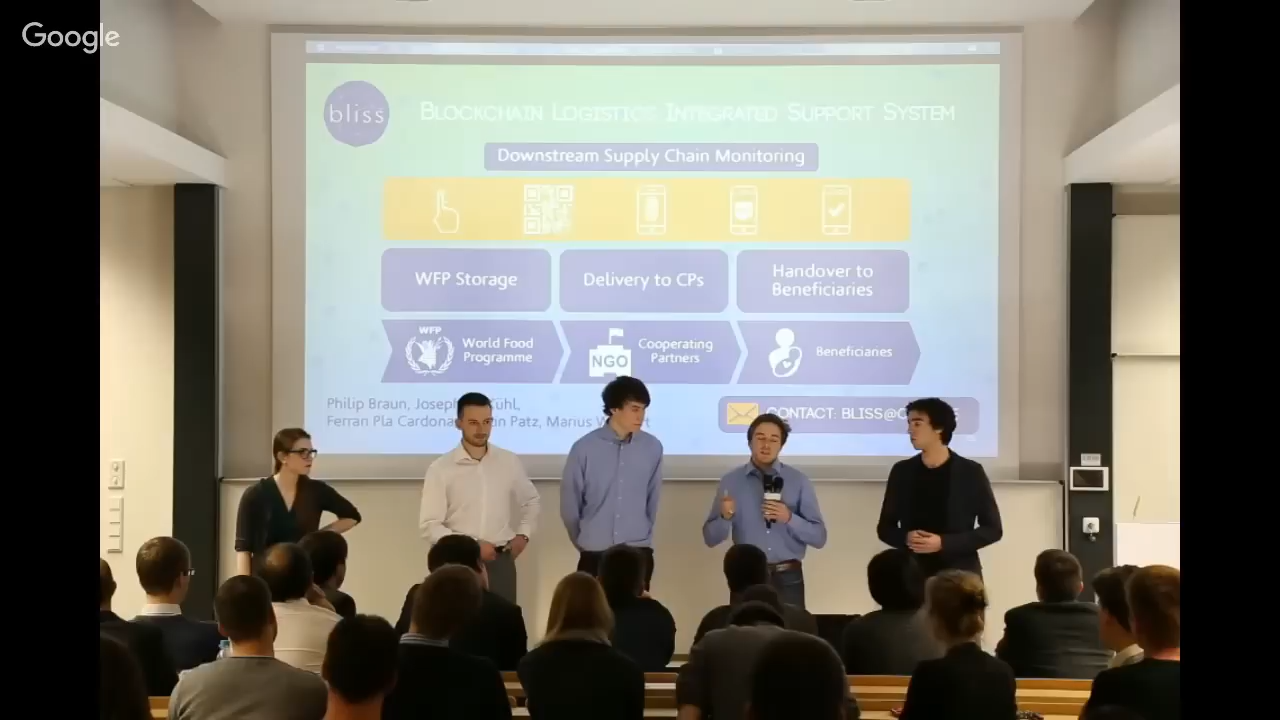 Google
bliss
BLOCKCHAIN LOGISTICS INTEGRATED SUPPORT SYSTEM
Downstream Supply Chain Monitoring
WFP Storage
Delivery to CPs
Handover to
Beneficiaries
WFP
World Food
Programme
NGO
Cooperating
Partners
Beneficiaries
Philip Braun, Joseph
Ferran Pla Cardona, Patz, Marius
CONTACT: BLISS@